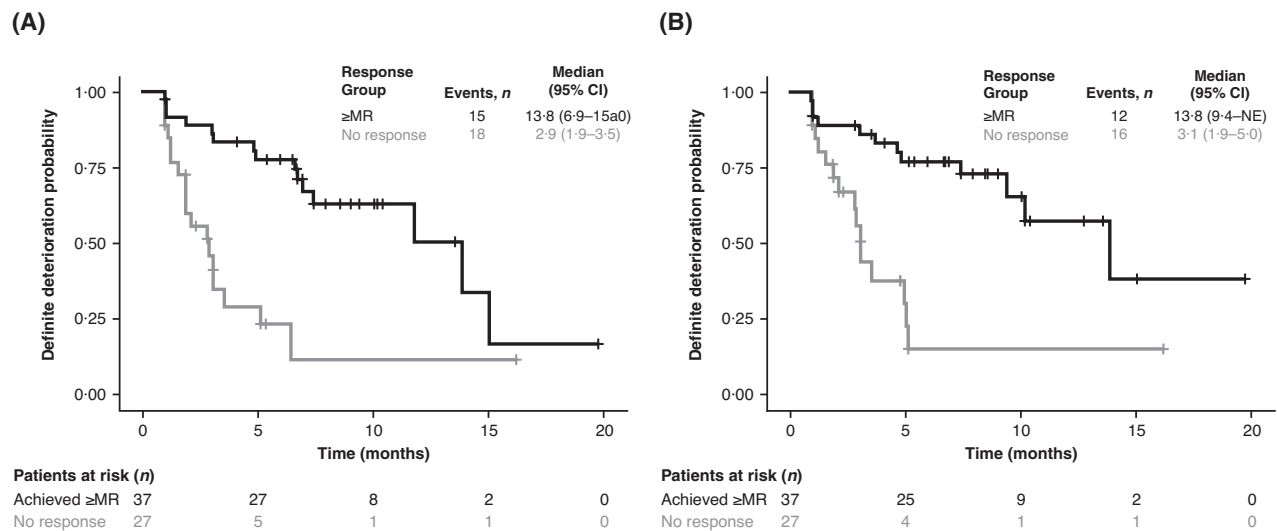 (A)
Response Group Events, n Median (95% CI)
≥MR 15 13·8 (6·9–15a0)
No response 18 2·9 (1·9–3·5)
Definite deterioration probability
1·00
0·75
0·50
0·25
0·00
0 5 10 15 20
Time (months)
Patients at risk (n)
Achieved ≥MR 37 27 8 2 0
No response 27 5 1 1 0
(B)
Response Group Events, n Median (95% CI)
≥MR 12 13·8 (9·4–NE)
No response 16 3·1 (1·9–5·0)
Definite deterioration probability
1·00
0·75
0·50
0·25
0·00
0 5 10 15 20
Time (months)
Patients at risk (n)
Achieved ≥MR 37 25 9 2 0
No response 27 4 1 1 0